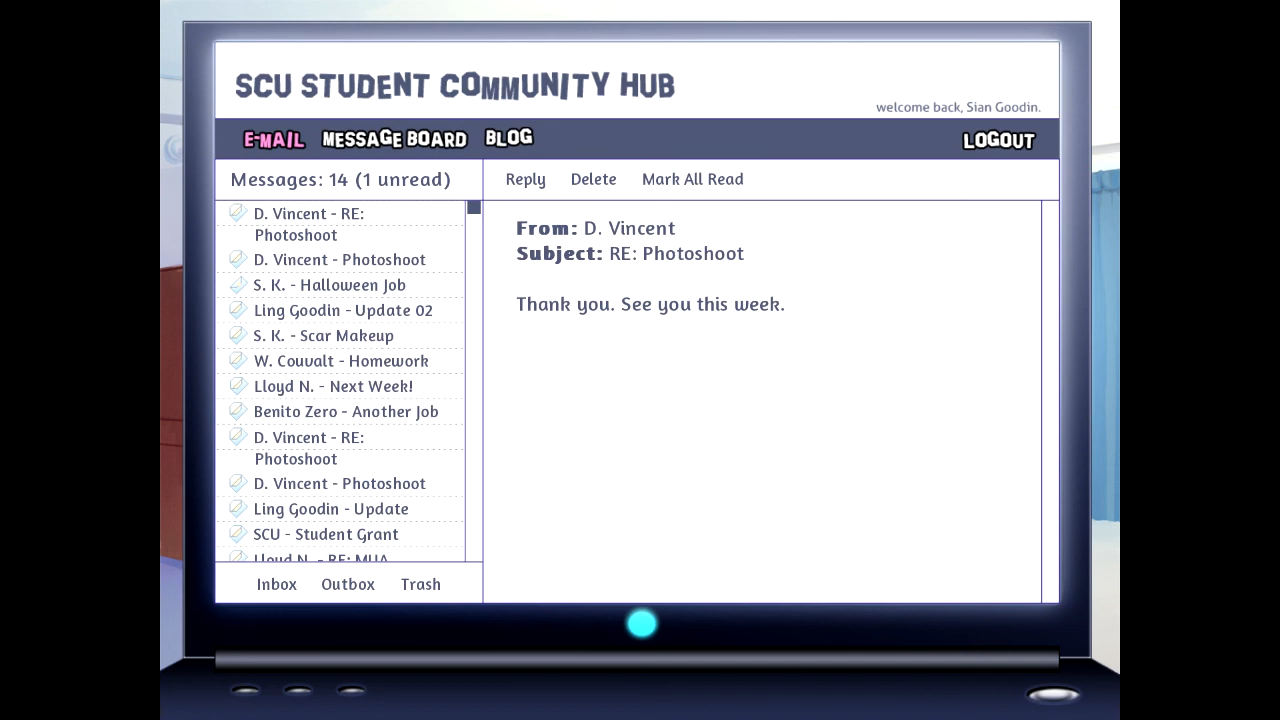 SCU STUDENT COMMUNITY HUB
welcome back, Sian Goodin.
E-MAIL MESSAGE BOARD BLOG LOGOUT
Messages: 14 (1 unread)
Reply Delete Mark All Read
D. Vincent - RE:
Photoshoot
D. Vincent - Photoshoot
S. K. - Halloween Job
Ling Goodin - Update 02
S. K. - Scar Makeup
W. Couvalt - Homework
Lloyd N. - Next Week!
Benito Zero - Another Job
D. Vincent - RE:
Photoshoot
D. Vincent - Photoshoot
Ling Goodin - Update
SCU - Student Grant
Lloyd N. - RE: MUA
Inbox Outbox Trash
From: D. Vincent
Subject: RE: Photoshoot
Thank you. See you this week.